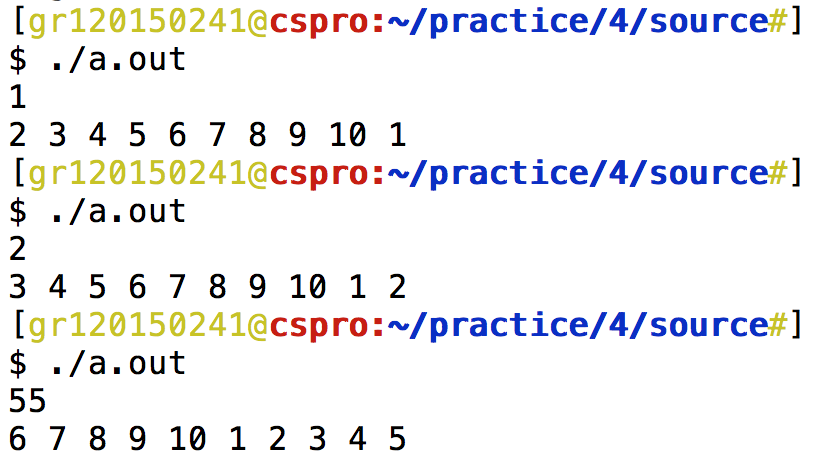 [gr120150241@cspro:~/practice/4/source#]
$ ./a.out
1
2 3 4 5 6 7 8 9 10 1
[gr120150241@cspro:~/practice/4/source#]
$ ./a.out
2
3 4 5 6 7 8 9 10 1 2
[gr120150241@cspro:~/practice/4/source#]
$ ./a.out
55
6 7 8 9 10 1 2 3 4 5